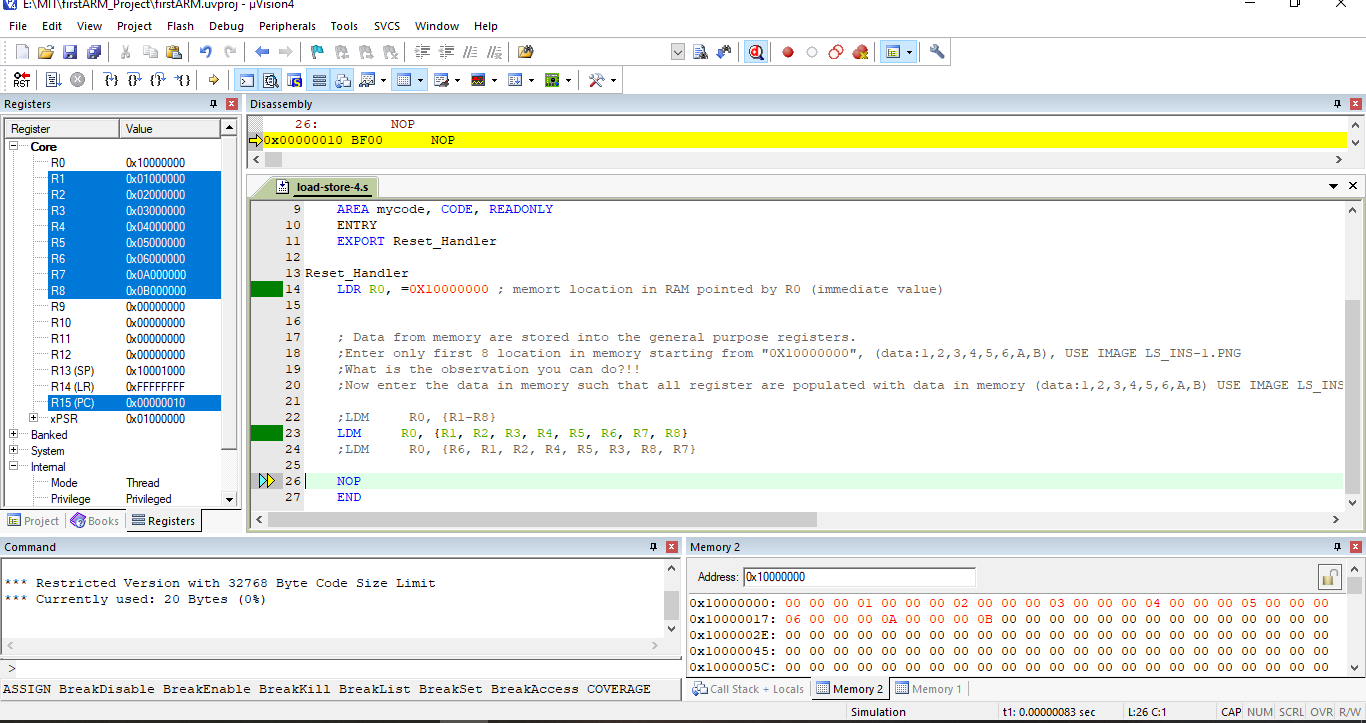 E:\MIT\firstARM_Project\firstARM.uvproj - µVision4
File Edit View Project Flash Debug Peripherals Tools SVCS Window Help
RST
Registers
Register Value
Core
R0 0x10000000
R1 0x01000000
R2 0x02000000
R3 0x03000000
R4 0x04000000
R5 0x05000000
R6 0x06000000
R7 0x0A000000
R8 0x0B000000
R9 0x00000000
R10 0x00000000
R11 0x00000000
R12 0x00000000
R13 (SP) 0x10001000
R14 (LR) 0xFFFFFFFF
R15 (PC) 0x00000010
xPSR 0x01000000
Banked
System
Internal
Mode Thread
Privilege Privileged
Project Books Registers
Disassembly
26: NOP
0x00000010 BF00 NOP
load-store-4.s
9 AREA mycode, CODE, READONLY
10 ENTRY
11 EXPORT Reset_Handler
12
13 Reset_Handler
14 LDR R0, =0X10000000 ; memort location in RAM pointed by R0 (immediate value)
15
16
17 ; Data from memory are stored into the general purpose registers.
18 ;Enter only first 8 location in memory starting from "0X10000000", (data:1,2,3,4,5,6,A,B), USE IMAGE LS_INS-1.PNG
19 ;What is the observation you can do?!!
20 ;Now enter the data in memory such that all register are populated with data in memory (data:1,2,3,4,5,6,A,B) USE IMAGE LS_INS
21
22 ;LDM R0, {R1-R8}
23 LDM R0, {R1, R2, R3, R4, R5, R6, R7, R8}
24 ;LDM R0, {R6, R1, R2, R4, R5, R3, R8, R7}
25
26 NOP
27 END
Command
*** Restricted Version with 32768 Byte Code Size Limit
*** Currently used: 20 Bytes (0%)
>
ASSIGN BreakDisable BreakEnable BreakKill BreakList BreakSet BreakAccess COVERAGE
Memory 2
Address: 0x10000000
0x10000000: 00 00 00 01 00 00 00 02 00 00 00 03 00 00 00 04 00 00 00 05 00 00 00
0x10000017: 06 00 00 00 0A 00 00 00 0B 00 00 00 00 00 00 00 00 00 00 00 00 00 00
0x1000002E: 00 00 00 00 00 00 00 00 00 00 00 00 00 00 00 00 00 00 00 00 00 00 00
0x10000045: 00 00 00 00 00 00 00 00 00 00 00 00 00 00 00 00 00 00 00 00 00 00 00
0x1000005C: 00 00 00 00 00 00 00 00 00 00 00 00 00 00 00 00 00 00 00 00 00 00 00
Call Stack + Locals Memory 2 Memory 1
Simulation t1: 0.00000083 sec L:26 C:1 CAP NUM SCRL OVR R/W